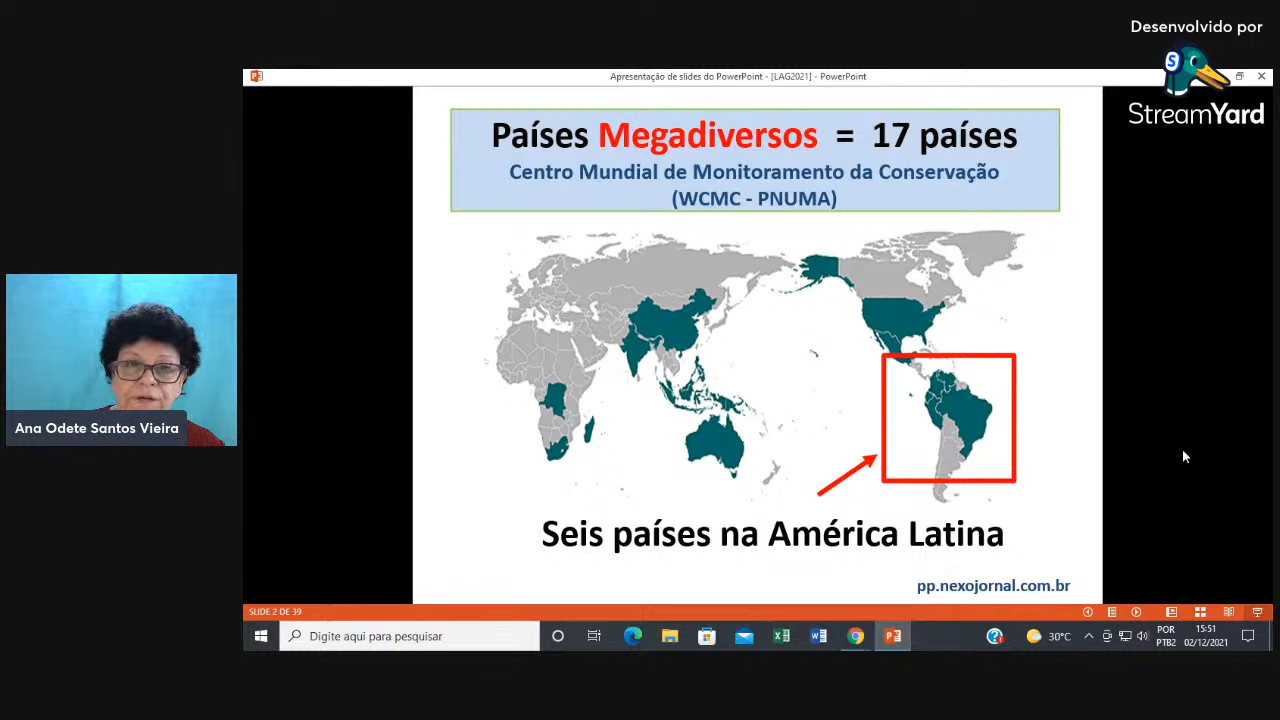 Desenvolvido por
StreamYard
Apresentação de slides do PowerPoint - [LAG2021] - PowerPoint
Países Megadiversos = 17 países
Centro Mundial de Monitoramento da Conservação
(WCMC - PNUMA)
Ana Odete Santos Vieira
Seis países na América Latina
pp.nexojornal.com.br
SLIDE 2 DE 39
Digite aqui para pesquisar
30°C
POR
PTB2
15:51
02/12/2021